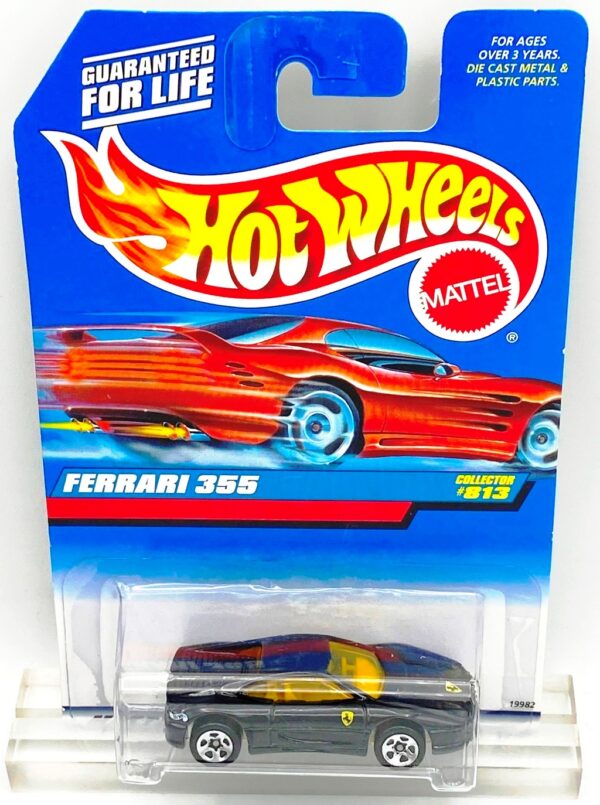 GUARANTEED
FOR LIFE
FOR AGES
OVER 3 YEARS.
DIE CAST METAL &
PLASTIC PARTS.
HOT WHEELS
MATTEL
®
FERRARI 355
COLLECTOR
#813
19982